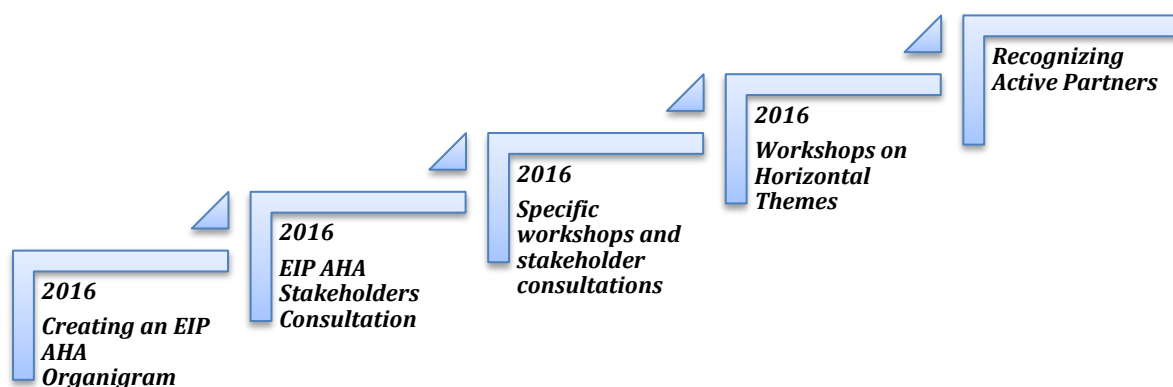 2016
Creating an EIP
AHA
Organigram
2016
EIP AHA
Stakeholders
Consultation
2016
Specific
workshops and
stakeholder
consultations
2016
Workshops on
Horizontal
Themes
Recognizing
Active Partners